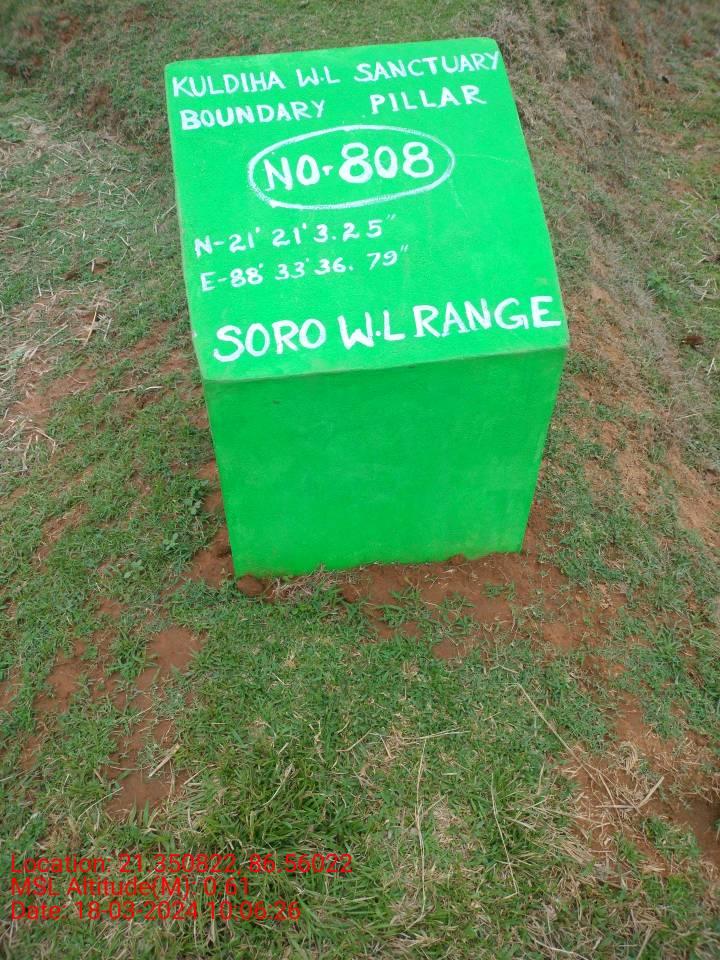 KULDIHA W.L SANCTUARY
BOUNDARY PILLAR
NO-808
N-21' 21'3.25"
E-88' 33'36.79"
SORO W.L RANGE
Location: 21.350822, 86.56022
MSL Altitude(M): 0.61
Date: 18-03-2024 10:06:26